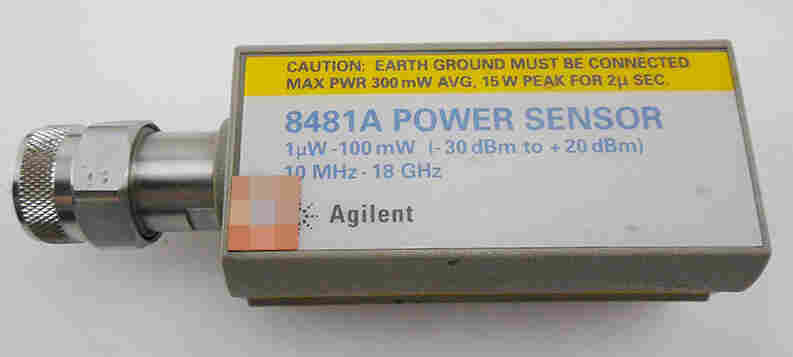 CAUTION: EARTH GROUND MUST BE CONNECTED
MAX PWR 300 mW AVG, 15 W PEAK FOR 2µ SEC.
8481A POWER SENSOR
1µW -100 mW (- 30 dBm to + 20 dBm)
10 MHz - 18 GHz
Agilent